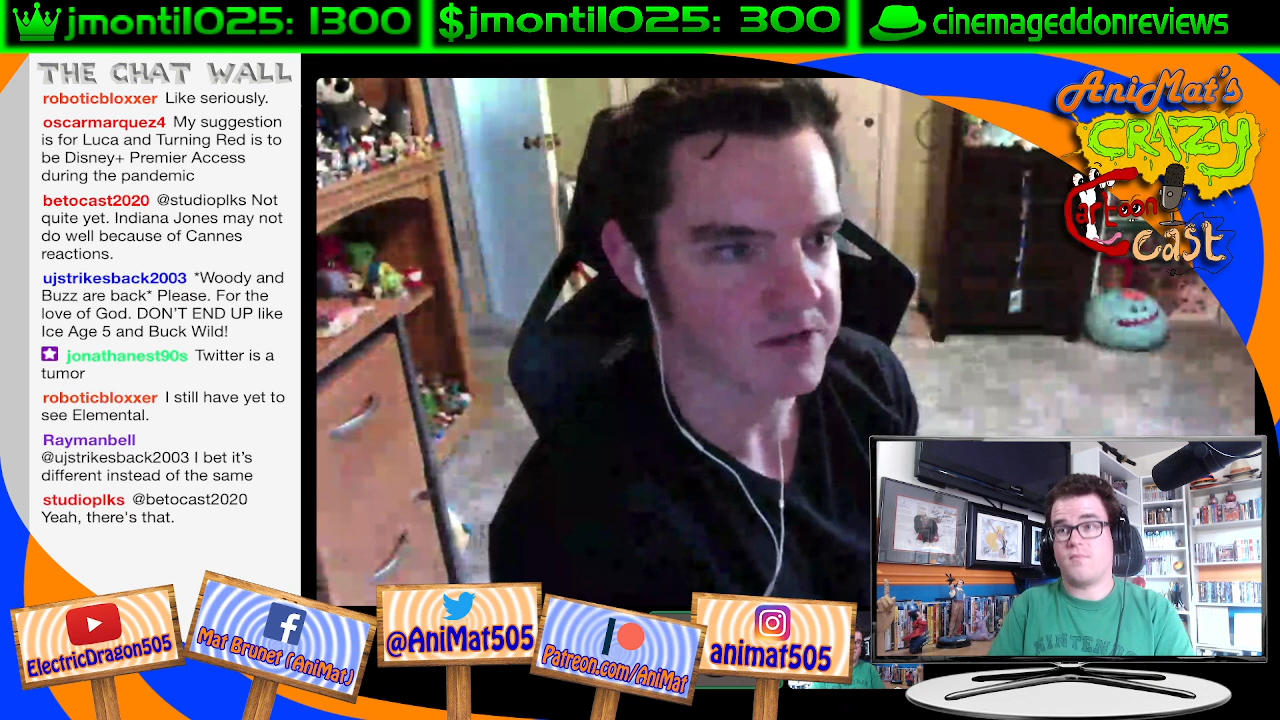 jmonti1025: 1300
$jmonti1025: 300
cinemageddonreviews
THE CHAT WALL
roboticbloxxer Like seriously.
oscarmarquez4 My suggestion
is for Luca and Turning Red is to
be Disney+ Premier Access
during the pandemic
betocast2020 @studioplks Not
quite yet. Indiana Jones may not
do well because of Cannes
reactions.
ujstrikesback2003 *Woody and
Buzz are back* Please. For the
love of God. DON'T END UP like
Ice Age 5 and Buck Wild!
jonathanest90s Twitter is a
tumor
roboticbloxxer I still have yet to
see Elemental.
Raymanbell
@ujstrikesback2003 I bet it's
different instead of the same
studioplks @betocast2020
Yeah, there's that.
AniMat's
CRAZY
Cartoon
Cast
NINTENDO
ElectricDragon505
Mat Brunet (AniMat)
@AniMat505
Patreon.com/AniMat
animat505